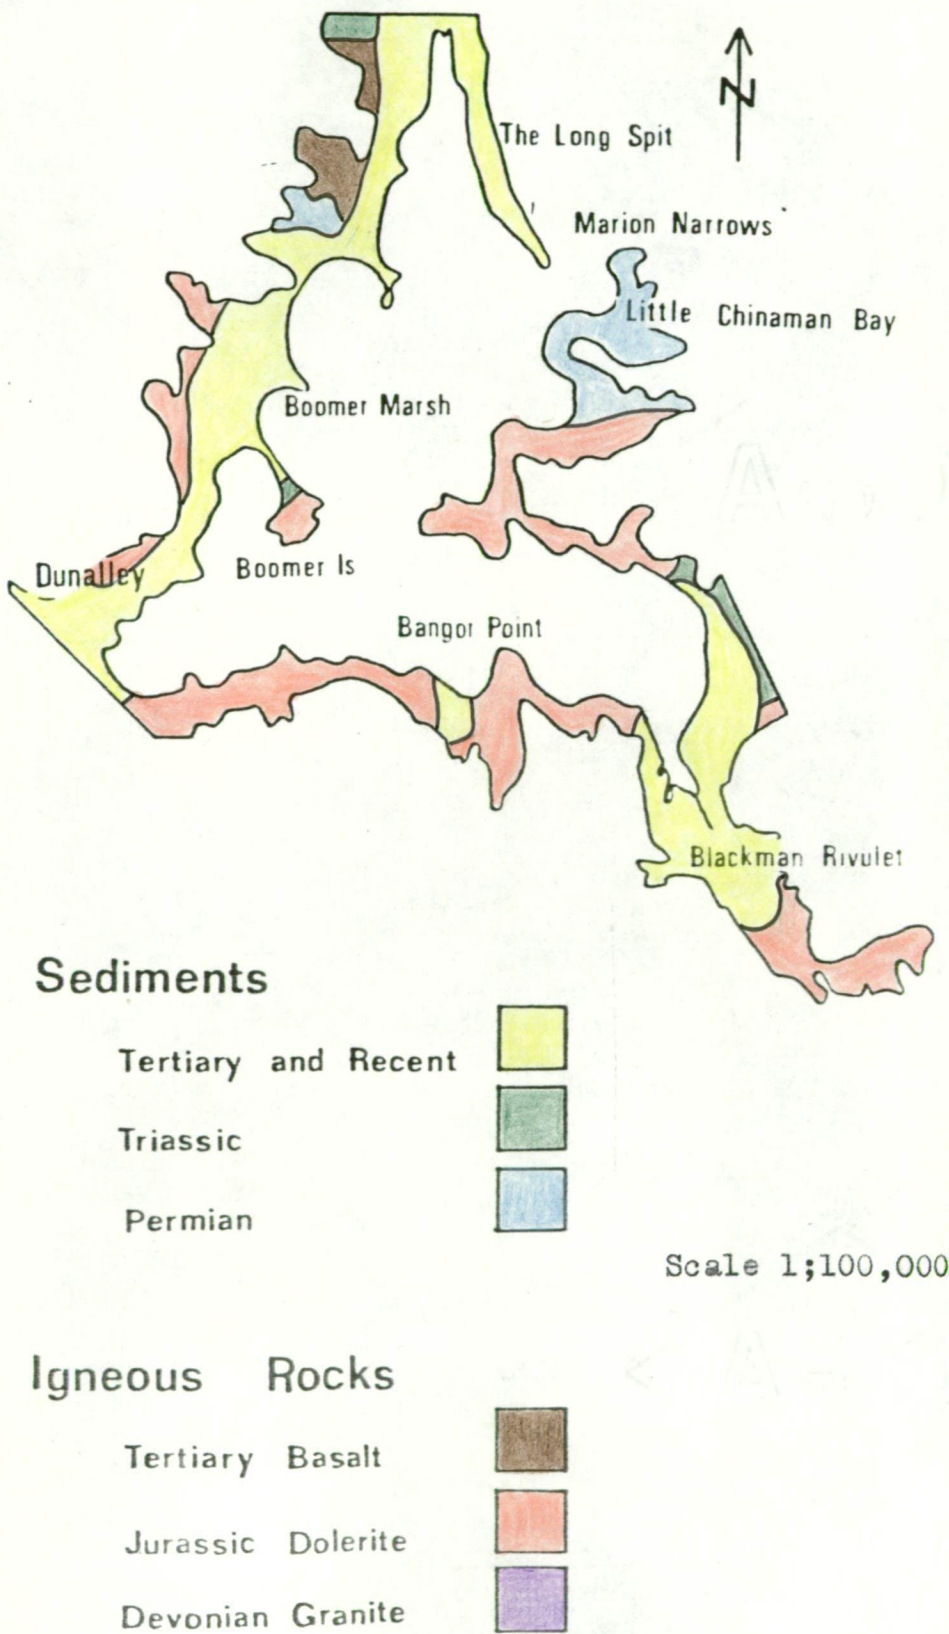 N
The Long Spit
Marion Narrows
Little Chinaman Bay
Boomer Marsh
Dunalley
Boomer Is
Bangor Point
Blackman Rivulet
Sediments
Tertiary and Recent
Triassic
Permian
Scale 1;100,000
Igneous Rocks
Tertiary Basalt
Jurassic Dolerite
Devonian Granite